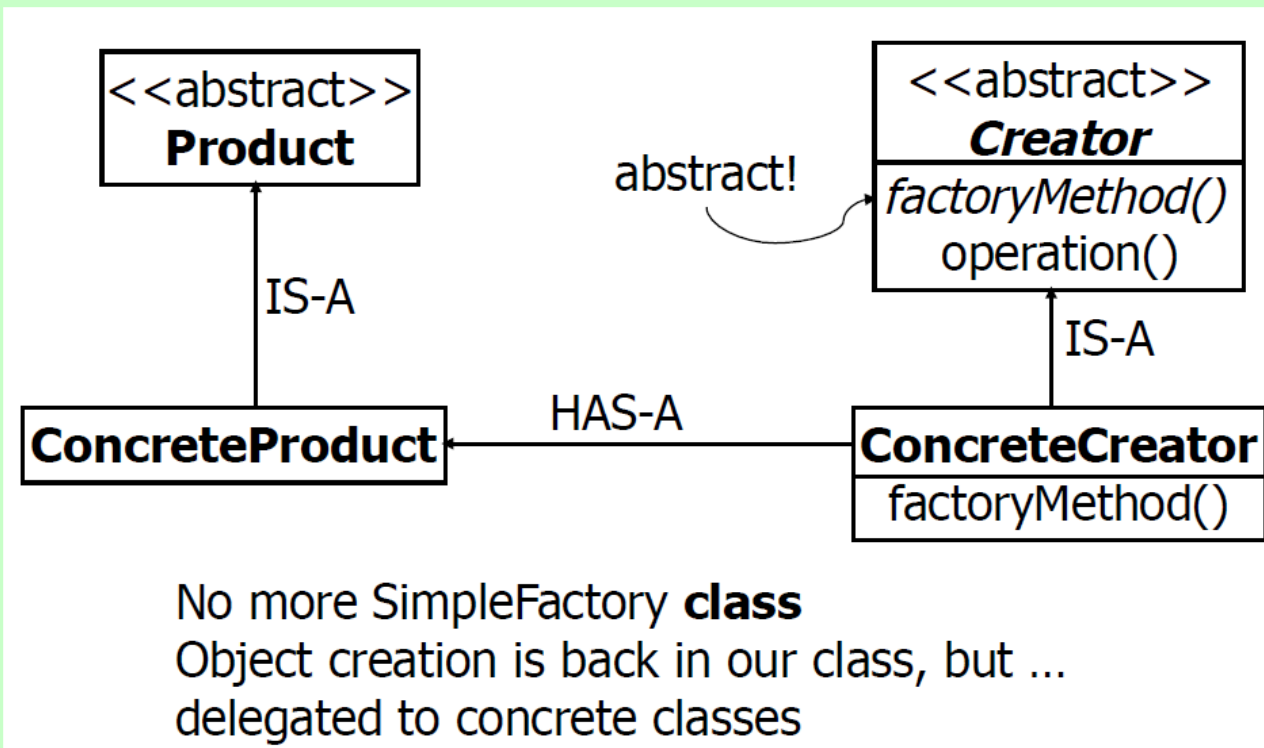 <<abstract>>
Product
<<abstract>>
Creator
abstract!
factoryMethod()
operation()
IS-A
IS-A
HAS-A
ConcreteProduct
ConcreteCreator
factoryMethod()
No more SimpleFactory class
Object creation is back in our class, but ...
delegated to concrete classes